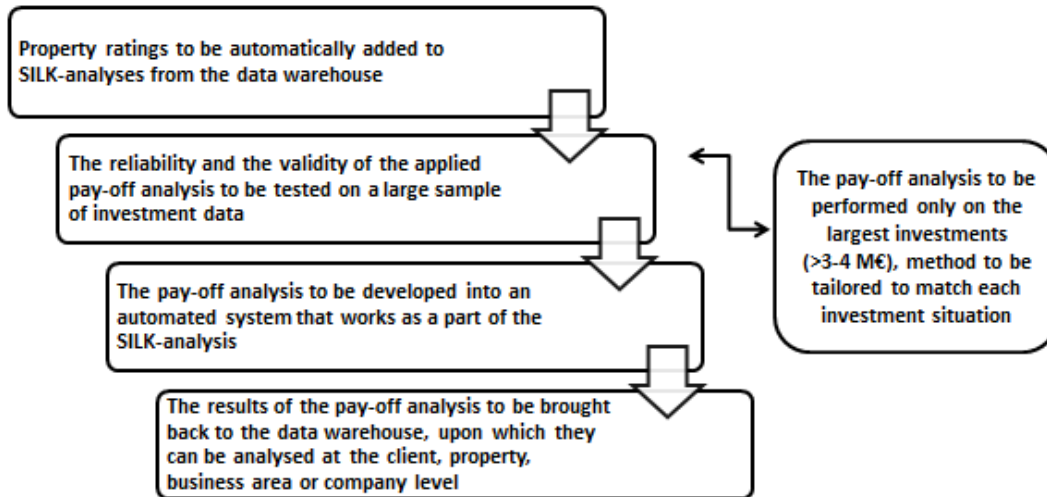 Property ratings to be automatically added to
SILK-analyses from the data warehouse
The reliability and the validity of the applied
pay-off analysis to be tested on a large sample
of investment data
The pay-off analysis to be
performed only on the
largest investments
(>3-4 M€), method to be
tailored to match each
investment situation
The pay-off analysis to be developed into an
automated system that works as a part of the
SILK-analysis
The results of the pay-off analysis to be brought
back to the data warehouse, upon which they
can be analysed at the client, property,
business area or company level